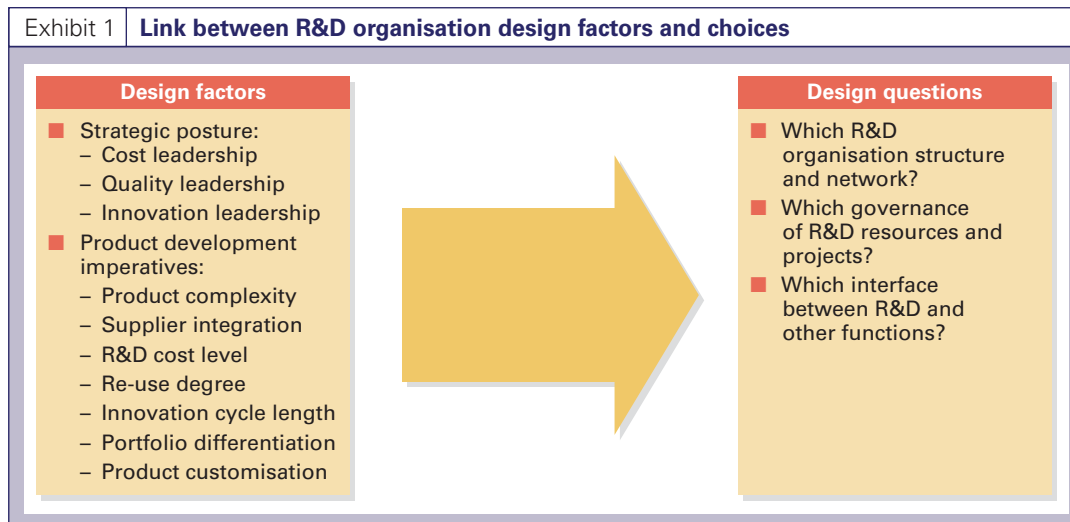 Exhibit 1 Link between R&D organisation design factors and choices
Design factors
■ Strategic posture:
– Cost leadership
– Quality leadership
– Innovation leadership
■ Product development
imperatives:
– Product complexity
– Supplier integration
– R&D cost level
– Re-use degree
– Innovation cycle length
– Portfolio differentiation
– Product customisation
Design questions
■ Which R&D
organisation structure
and network?
■ Which governance
of R&D resources and
projects?
■ Which interface
between R&D and
other functions?